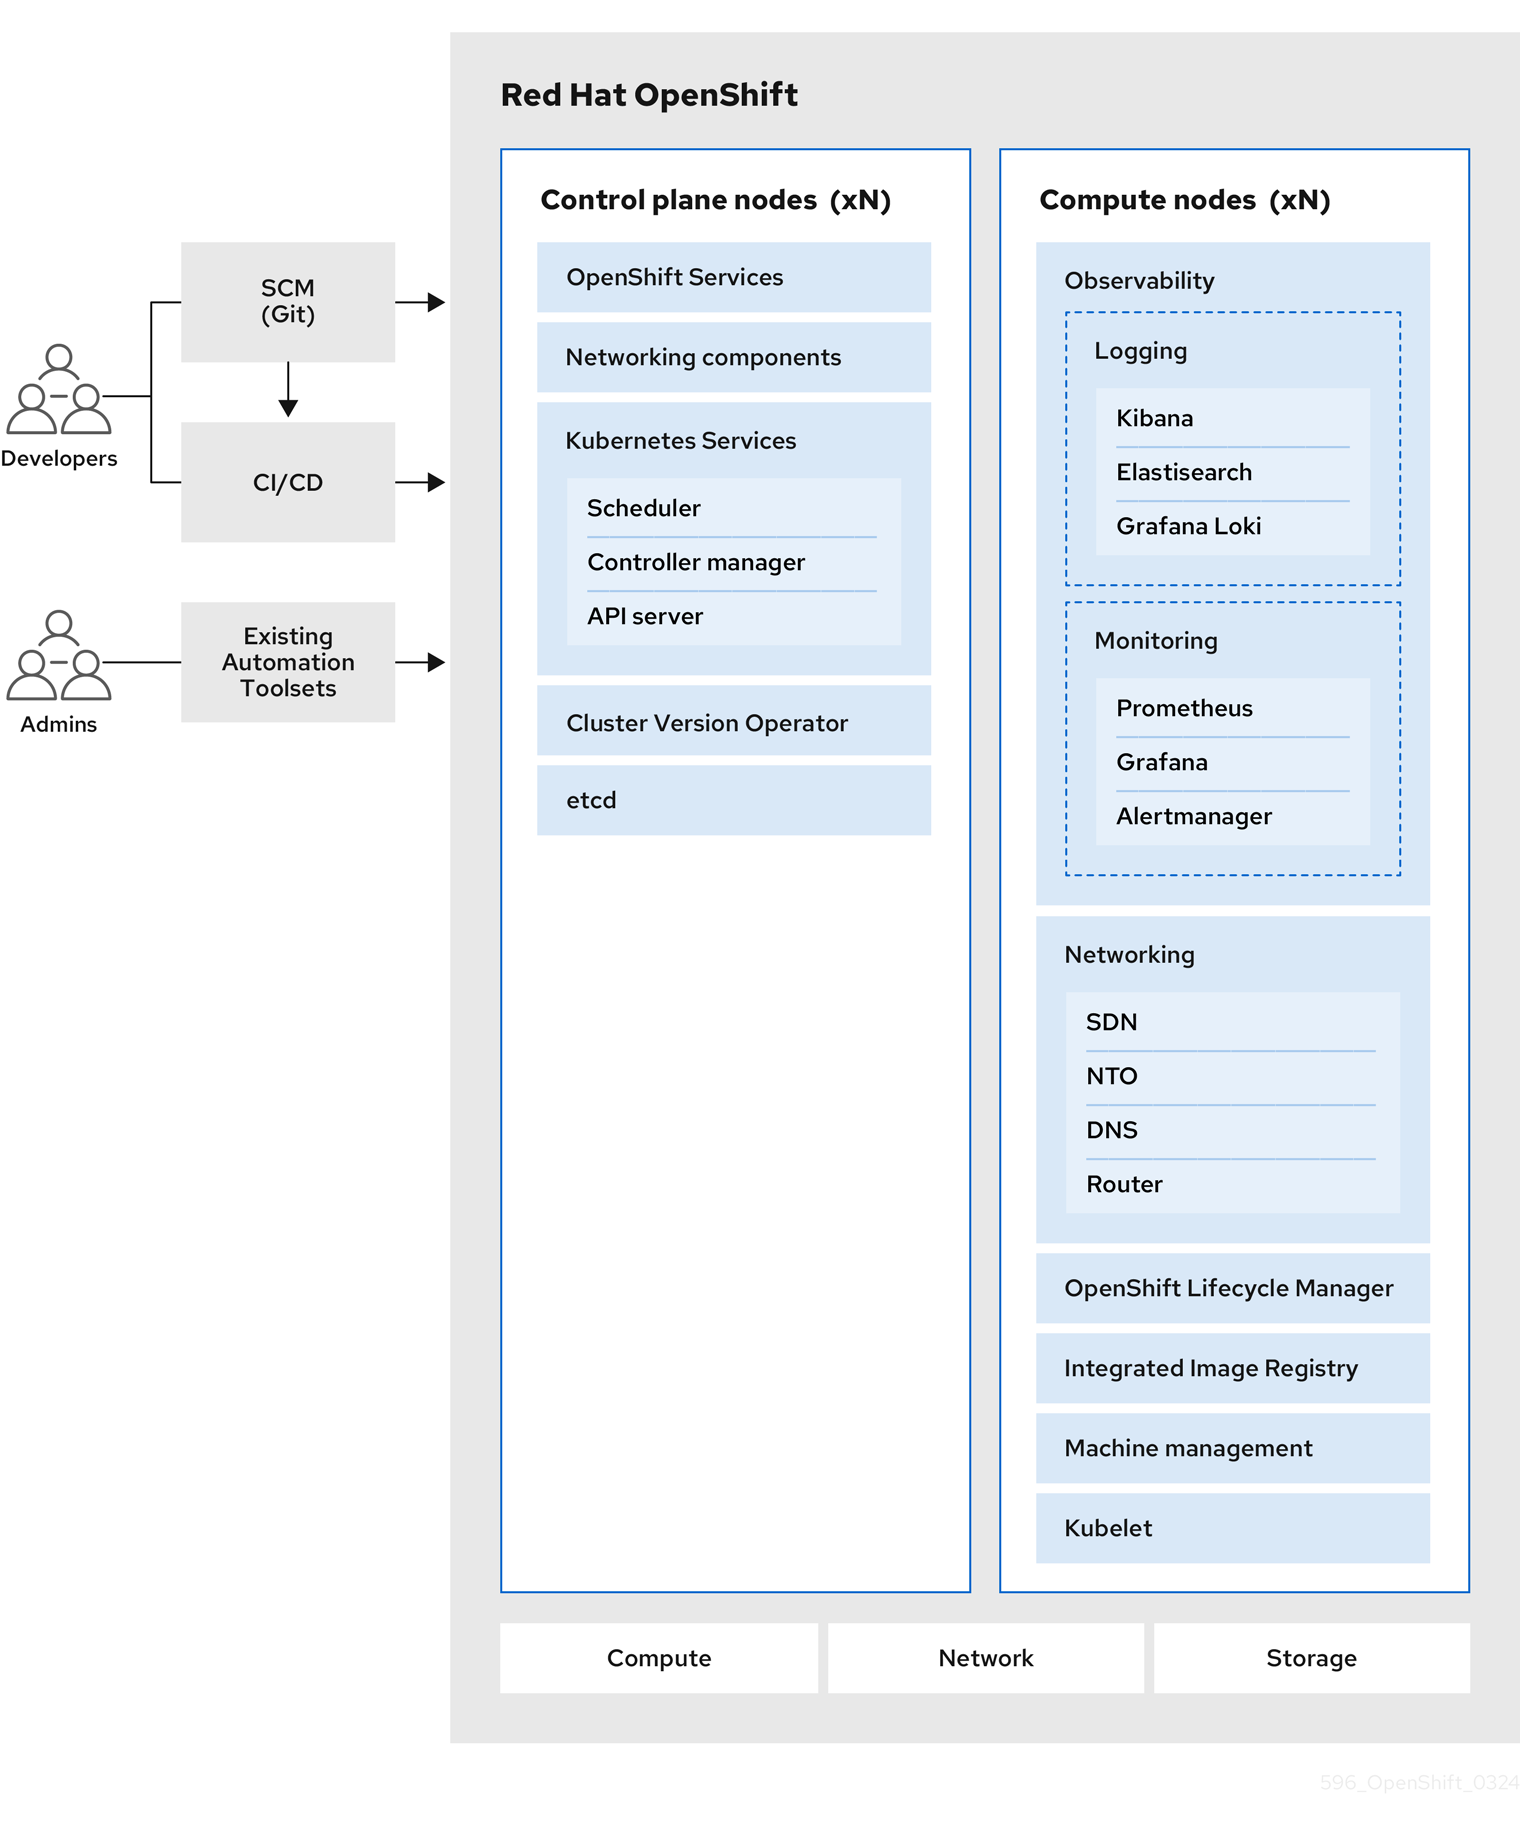 Red Hat OpenShift
SCM
(Git)
CI/CD
Developers
Existing
Automation
Toolsets
Admins
Control plane nodes (xN)
OpenShift Services
Networking components
Kubernetes Services
Scheduler
Controller manager
API server
Cluster Version Operator
etcd
Compute nodes (xN)
Observability
Logging
Kibana
Elastisearch
Grafana Loki
Monitoring
Prometheus
Grafana
Alertmanager
Networking
SDN
NTO
DNS
Router
OpenShift Lifecycle Manager
Integrated Image Registry
Machine management
Kubelet
Compute
Network
Storage
596_OpenShift_0324